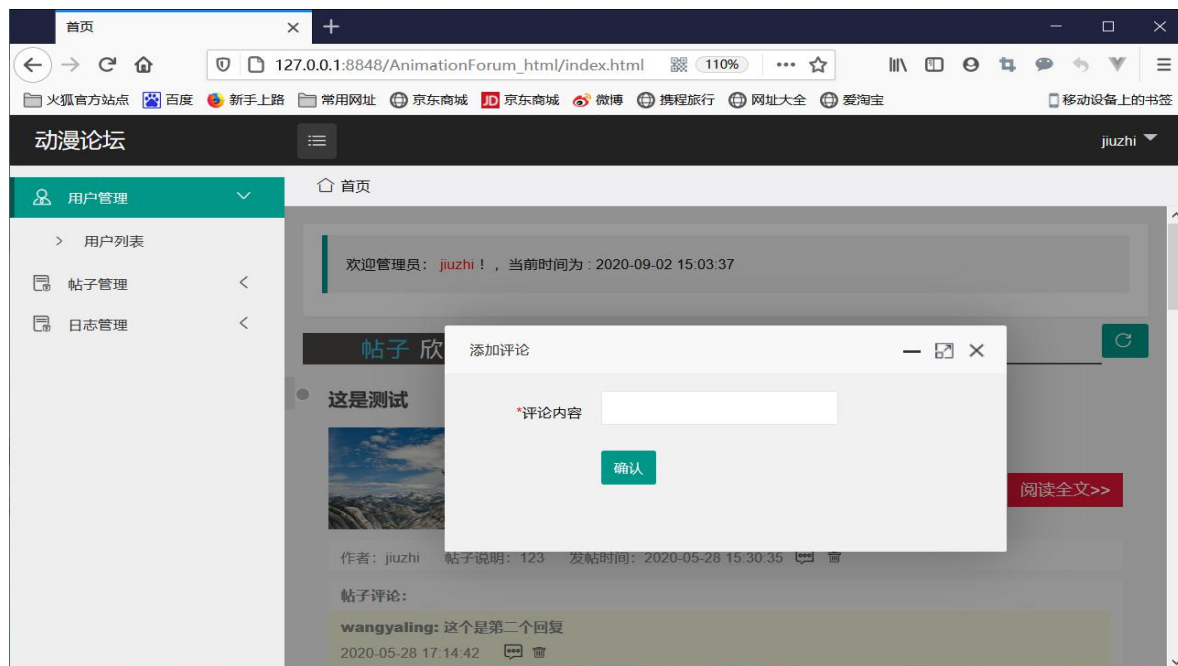 首页
127.0.0.1:8848/AnimationForum_html/index.html 110%
火狐官方站点 百度 新手上路 常用网址 京东商城 JD 京东商城 微博 携程旅行 网址大全 爱淘宝 移动设备上的书签
动漫论坛 jiuzhi
用户管理 首页
用户列表
欢迎管理员： jiuzhi！，当前时间为：2020-09-02 15:03:37
帖子管理
日志管理
帖子 欣
添加评论
这是测试
*评论内容
确认
阅读全文>>
作者：jiuzhi 帖子说明：123 发帖时间：2020-05-28 15:30:35
帖子评论：
wangyaling: 这个是第二个回复
2020-05-28 17:14:42